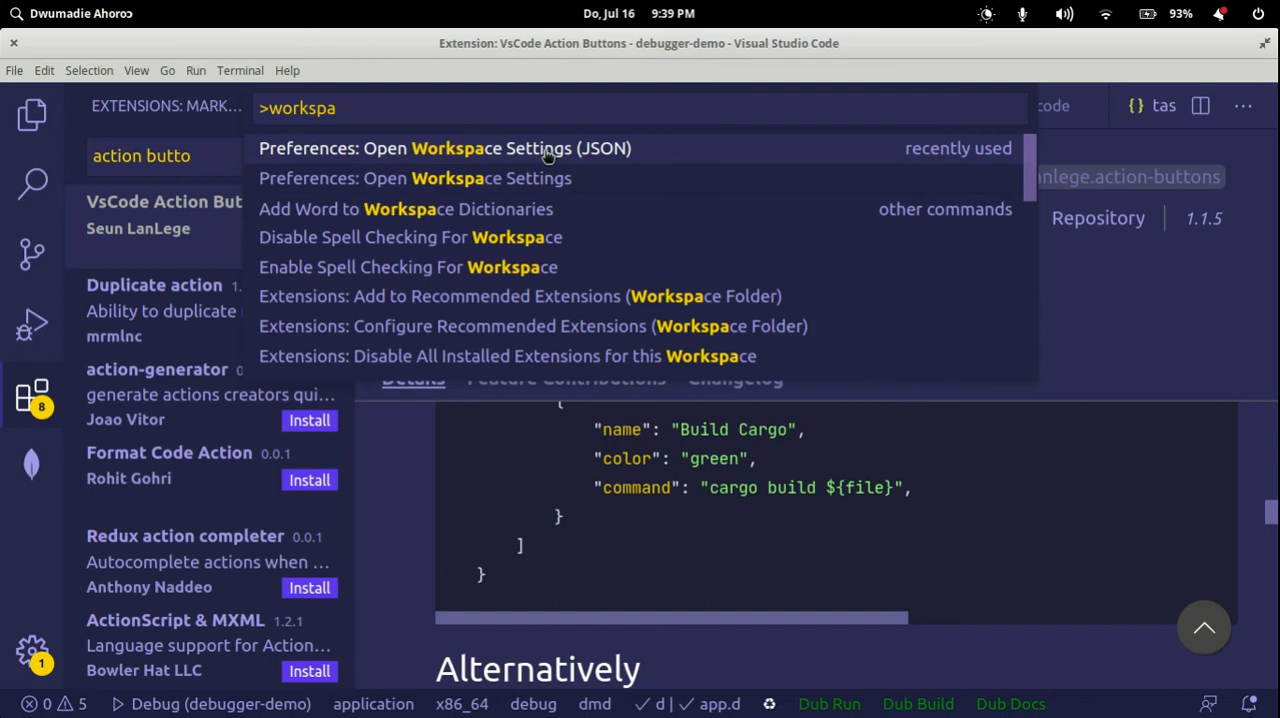 Dwumadie Ahorɔɔ
Do, Jul 16 9:39 PM
93%
Extension: VsCode Action Buttons - debugger-demo - Visual Studio Code
File Edit Selection View Go Run Terminal Help
EXTENSIONS: MARK...
>workspa
code
{} tas
action butto
Preferences: Open Workspace Settings (JSON) recently used
Preferences: Open Workspace Settings
Add Word to Workspace Dictionaries other commands
Disable Spell Checking For Workspace
Enable Spell Checking For Workspace
Extensions: Add to Recommended Extensions (Workspace Folder)
Extensions: Configure Recommended Extensions (Workspace Folder)
Extensions: Disable All Installed Extensions for this Workspace
anlege.action-buttons
Repository 1.1.5
VsCode Action But
Seun LanLege
Duplicate action 1.
Ability to duplicate
mrmlnc
action-generator 0
generate actions creators qui...
Joao Vitor Install
Format Code Action 0.0.1
Rohit Gohri Install
Redux action completer 0.0.1
Autocomplete actions when ...
Anthony Naddeo Install
ActionScript & MXML 1.2.1
Language support for Action...
Bowler Hat LLC Install
8
1
Details Feature Contributions Changelog
{
"name": "Build Cargo",
"color": "green",
"command": "cargo build ${file}",
}
]
}
Alternatively
0 5 Debug (debugger-demo) application x86_64 debug dmd ✓ d | ✓ app.d Dub Run Dub Build Dub Docs